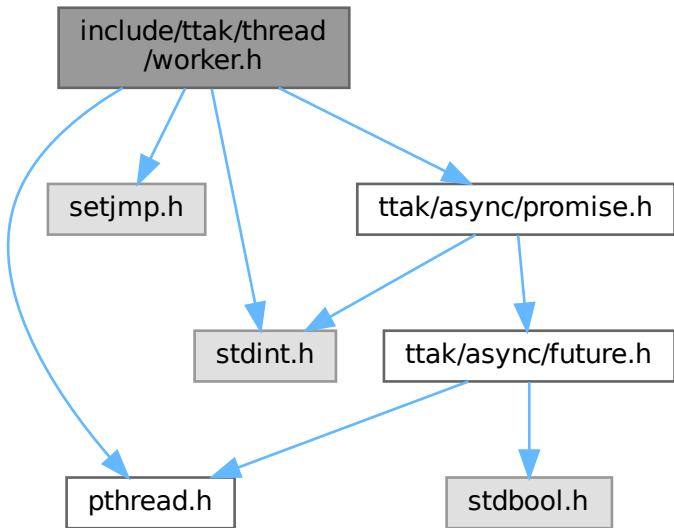 include/ttak/thread
/worker.h
setjmp.h
ttak/async/promise.h
stdint.h
ttak/async/future.h
pthread.h
stdbool.h